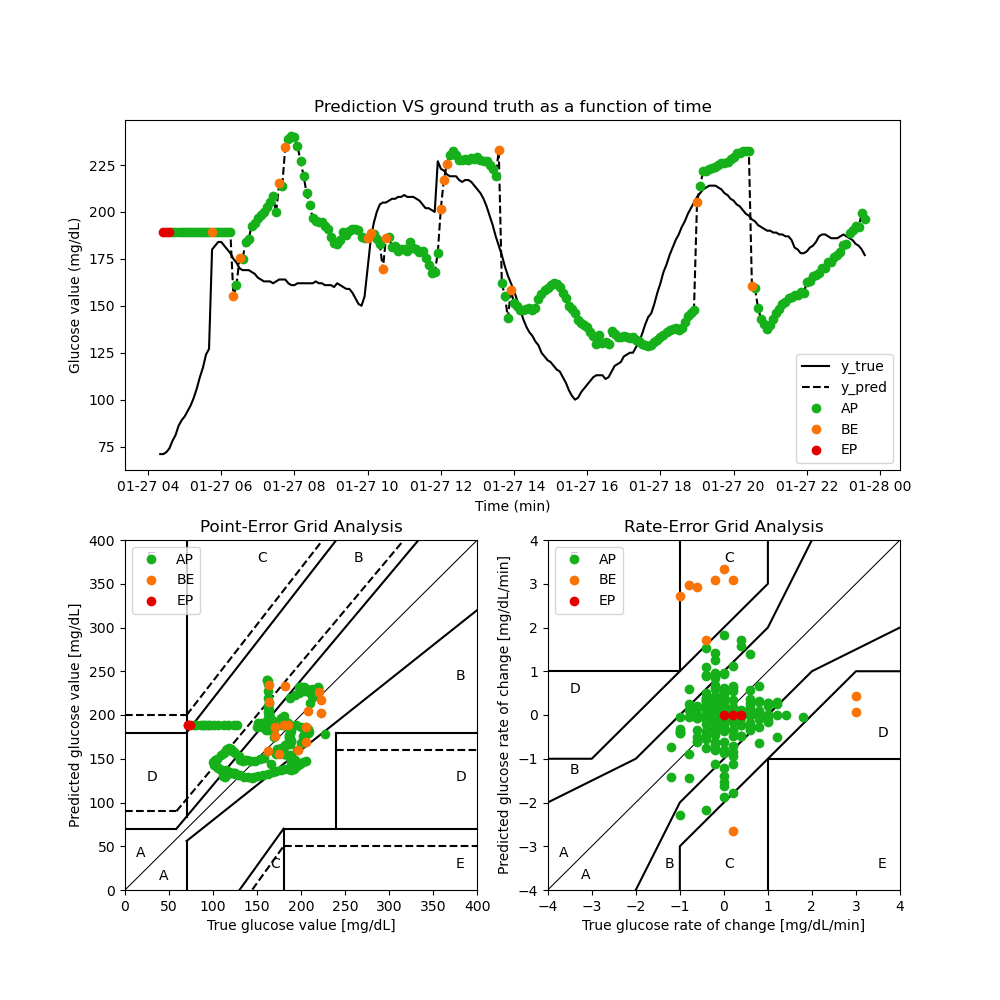 Prediction VS ground truth as a function of time
Glucose value (mg/dL)
225
200
175
150
125
100
75
y_true
y_pred
AP
BE
EP
01-27 04 01-27 06 01-27 08 01-27 10 01-27 12 01-27 14 01-27 16 01-27 18 01-27 20 01-27 22 01-28 00
Time (min)
Point-Error Grid Analysis
Predicted glucose value [mg/dL]
400
350
300
250
200
150
100
50
0
AP
BE
EP
C
B
B
D
D
A
A
C
E
0 50 100 150 200 250 300 350 400
True glucose value [mg/dL]
Rate-Error Grid Analysis
Predicted glucose rate of change [mg/dL/min]
4
3
2
1
0
−1
−2
−3
−4
AP
BE
EP
C
D
D
B
A
A
B
C
E
−4 −3 −2 −1 0 1 2 3 4
True glucose rate of change [mg/dL/min]